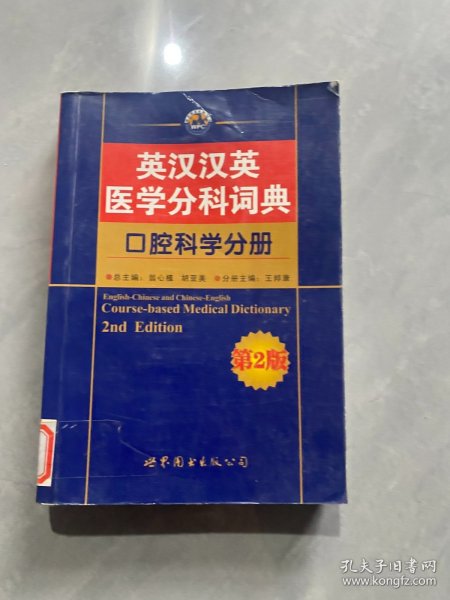 WPC
英汉汉英
医学分科词典
口腔科学分册
●总主编：翁心植 胡亚美 ●分册主编：王邦康
English-Chinese and Chinese-English
Course-based Medical Dictionary
2nd Edition
第2版
世界图书出版公司
孔夫子旧书网
www.kongfz.com